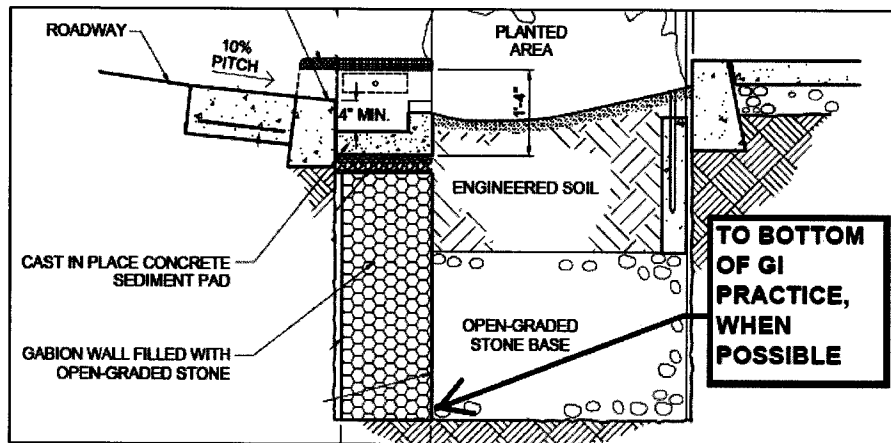 ROADWAY
10%
PITCH
PLANTED
AREA
4" MIN.
1'-4"
ENGINEERED SOIL
CAST IN PLACE CONCRETE
SEDIMENT PAD
GABION WALL FILLED WITH
OPEN-GRADED STONE
OPEN-GRADED
STONE BASE
TO BOTTOM
OF GI
PRACTICE,
WHEN
POSSIBLE